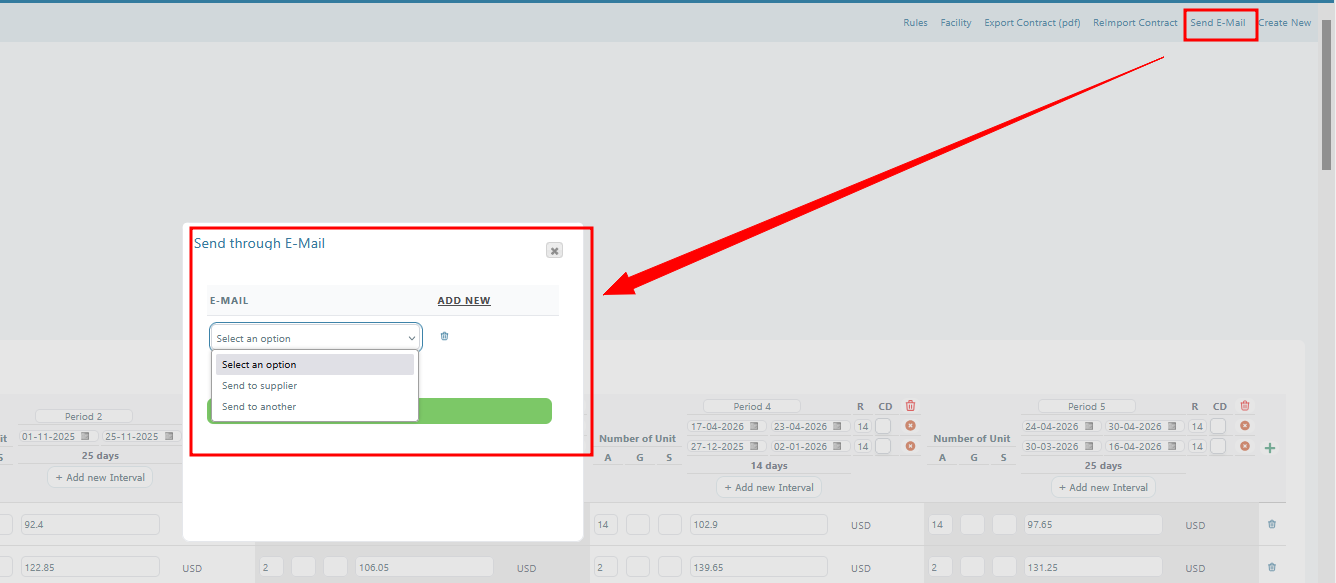 Rules Facility Export Contract (pdf) ReImport Contract Send E-Mail Create New
Send through E-Mail
E-MAIL ADD NEW
Select an option
Select an option
Send to supplier
Send to another
Period 2
01-11-2025 25-11-2025
25 days
+ Add new Interval
Number of Unit
A G S
Period 4 R CD
17-04-2026 23-04-2026 14
27-12-2025 02-01-2026 14
14 days
+ Add new Interval
Number of Unit
A G S
Period 5 R CD
24-04-2026 30-04-2026 14
30-03-2026 16-04-2026 14
25 days
+ Add new Interval
92.4 14 102.9 USD 14 97.65 USD
122.85 USD 2 106.05 USD 2 139.65 USD 2 131.25 USD